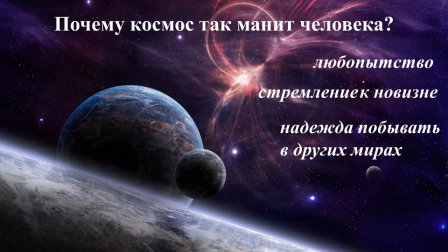 Почему космос так манит человека?
любопытство
стремление к новизне
надежда побывать
в других мирах